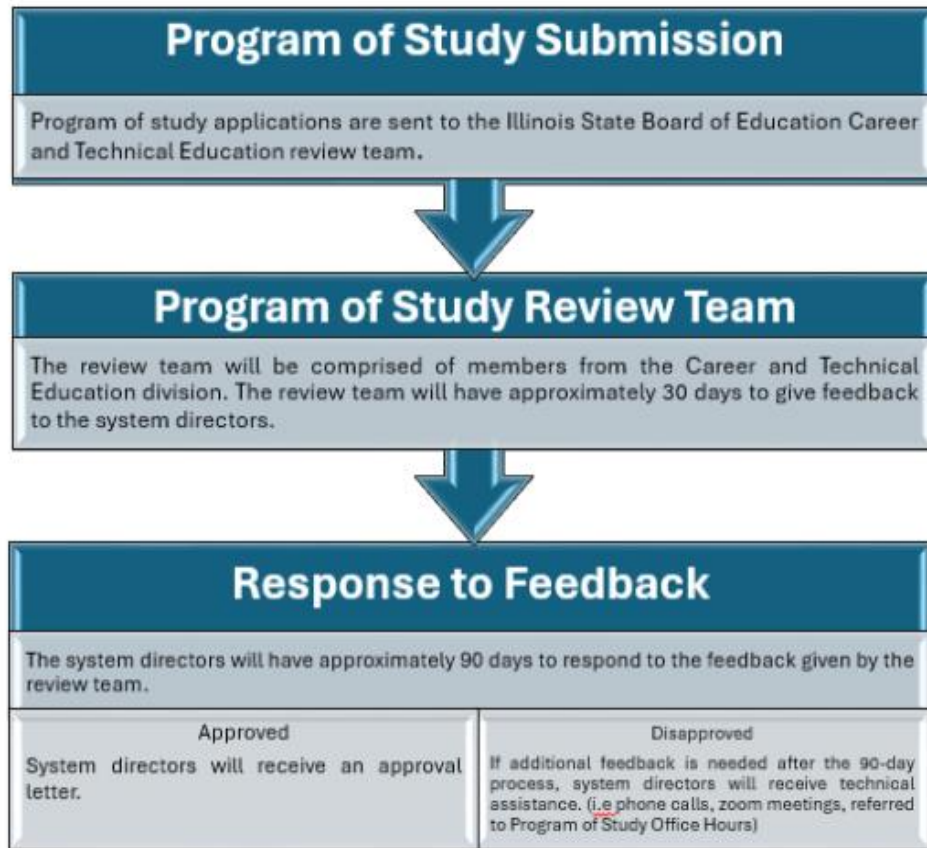 Program of Study Submission
Program of study applications are sent to the Illinois State Board of Education Career
and Technical Education review team.
Program of Study Review Team
The review team will be comprised of members from the Career and Technical
Education division. The review team will have approximately 30 days to give feedback
to the system directors.
Response to Feedback
The system directors will have approximately 90 days to respond to the feedback given by the
review team.
Approved
System directors will receive an approval
letter.
Disapproved
If additional feedback is needed after the 90-day
process, system directors will receive technical
assistance. (i.e phone calls, zoom meetings, referred
to Program of Study Office Hours)